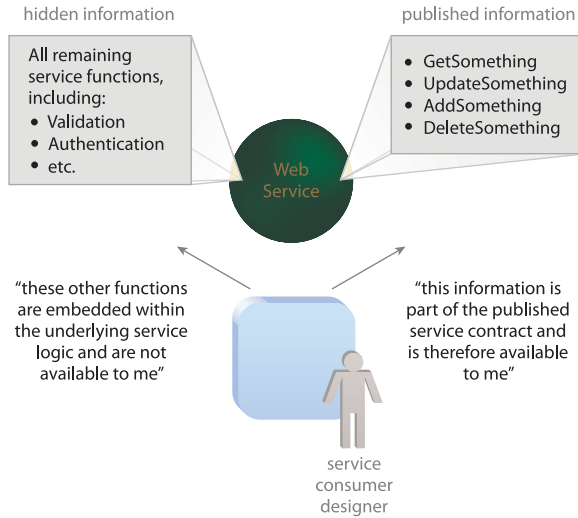 hidden information
published information
All remaining
service functions,
including:
• Validation
• Authentication
• etc.
• GetSomething
• UpdateSomething
• AddSomething
• DeleteSomething
Web
Service
“these other functions
are embedded within
the underlying service
logic and are not
available to me”
“this information is
part of the published
service contract and
is therefore available
to me”
service
consumer
designer